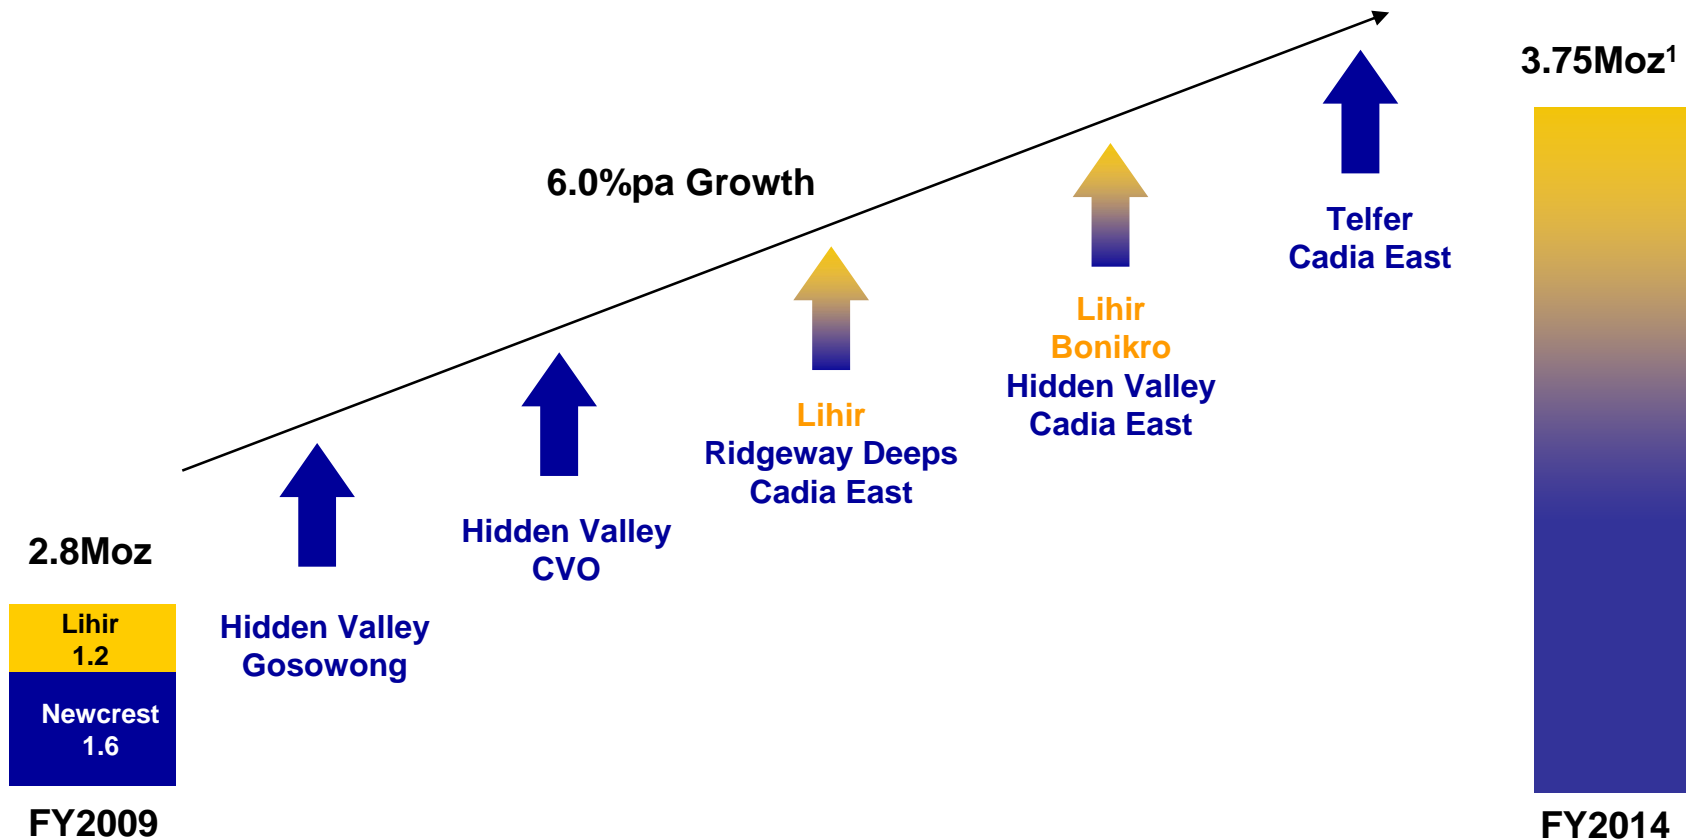 3.75Moz¹
6.0%pa Growth
2.8Moz
Lihir
1.2
Newcrest
1.6
FY2009
Hidden Valley
Gosowong
Hidden Valley
CVO
Lihir
Ridgeway Deeps
Cadia East
Lihir
Bonikro
Hidden Valley
Cadia East
Telfer
Cadia East
FY2014